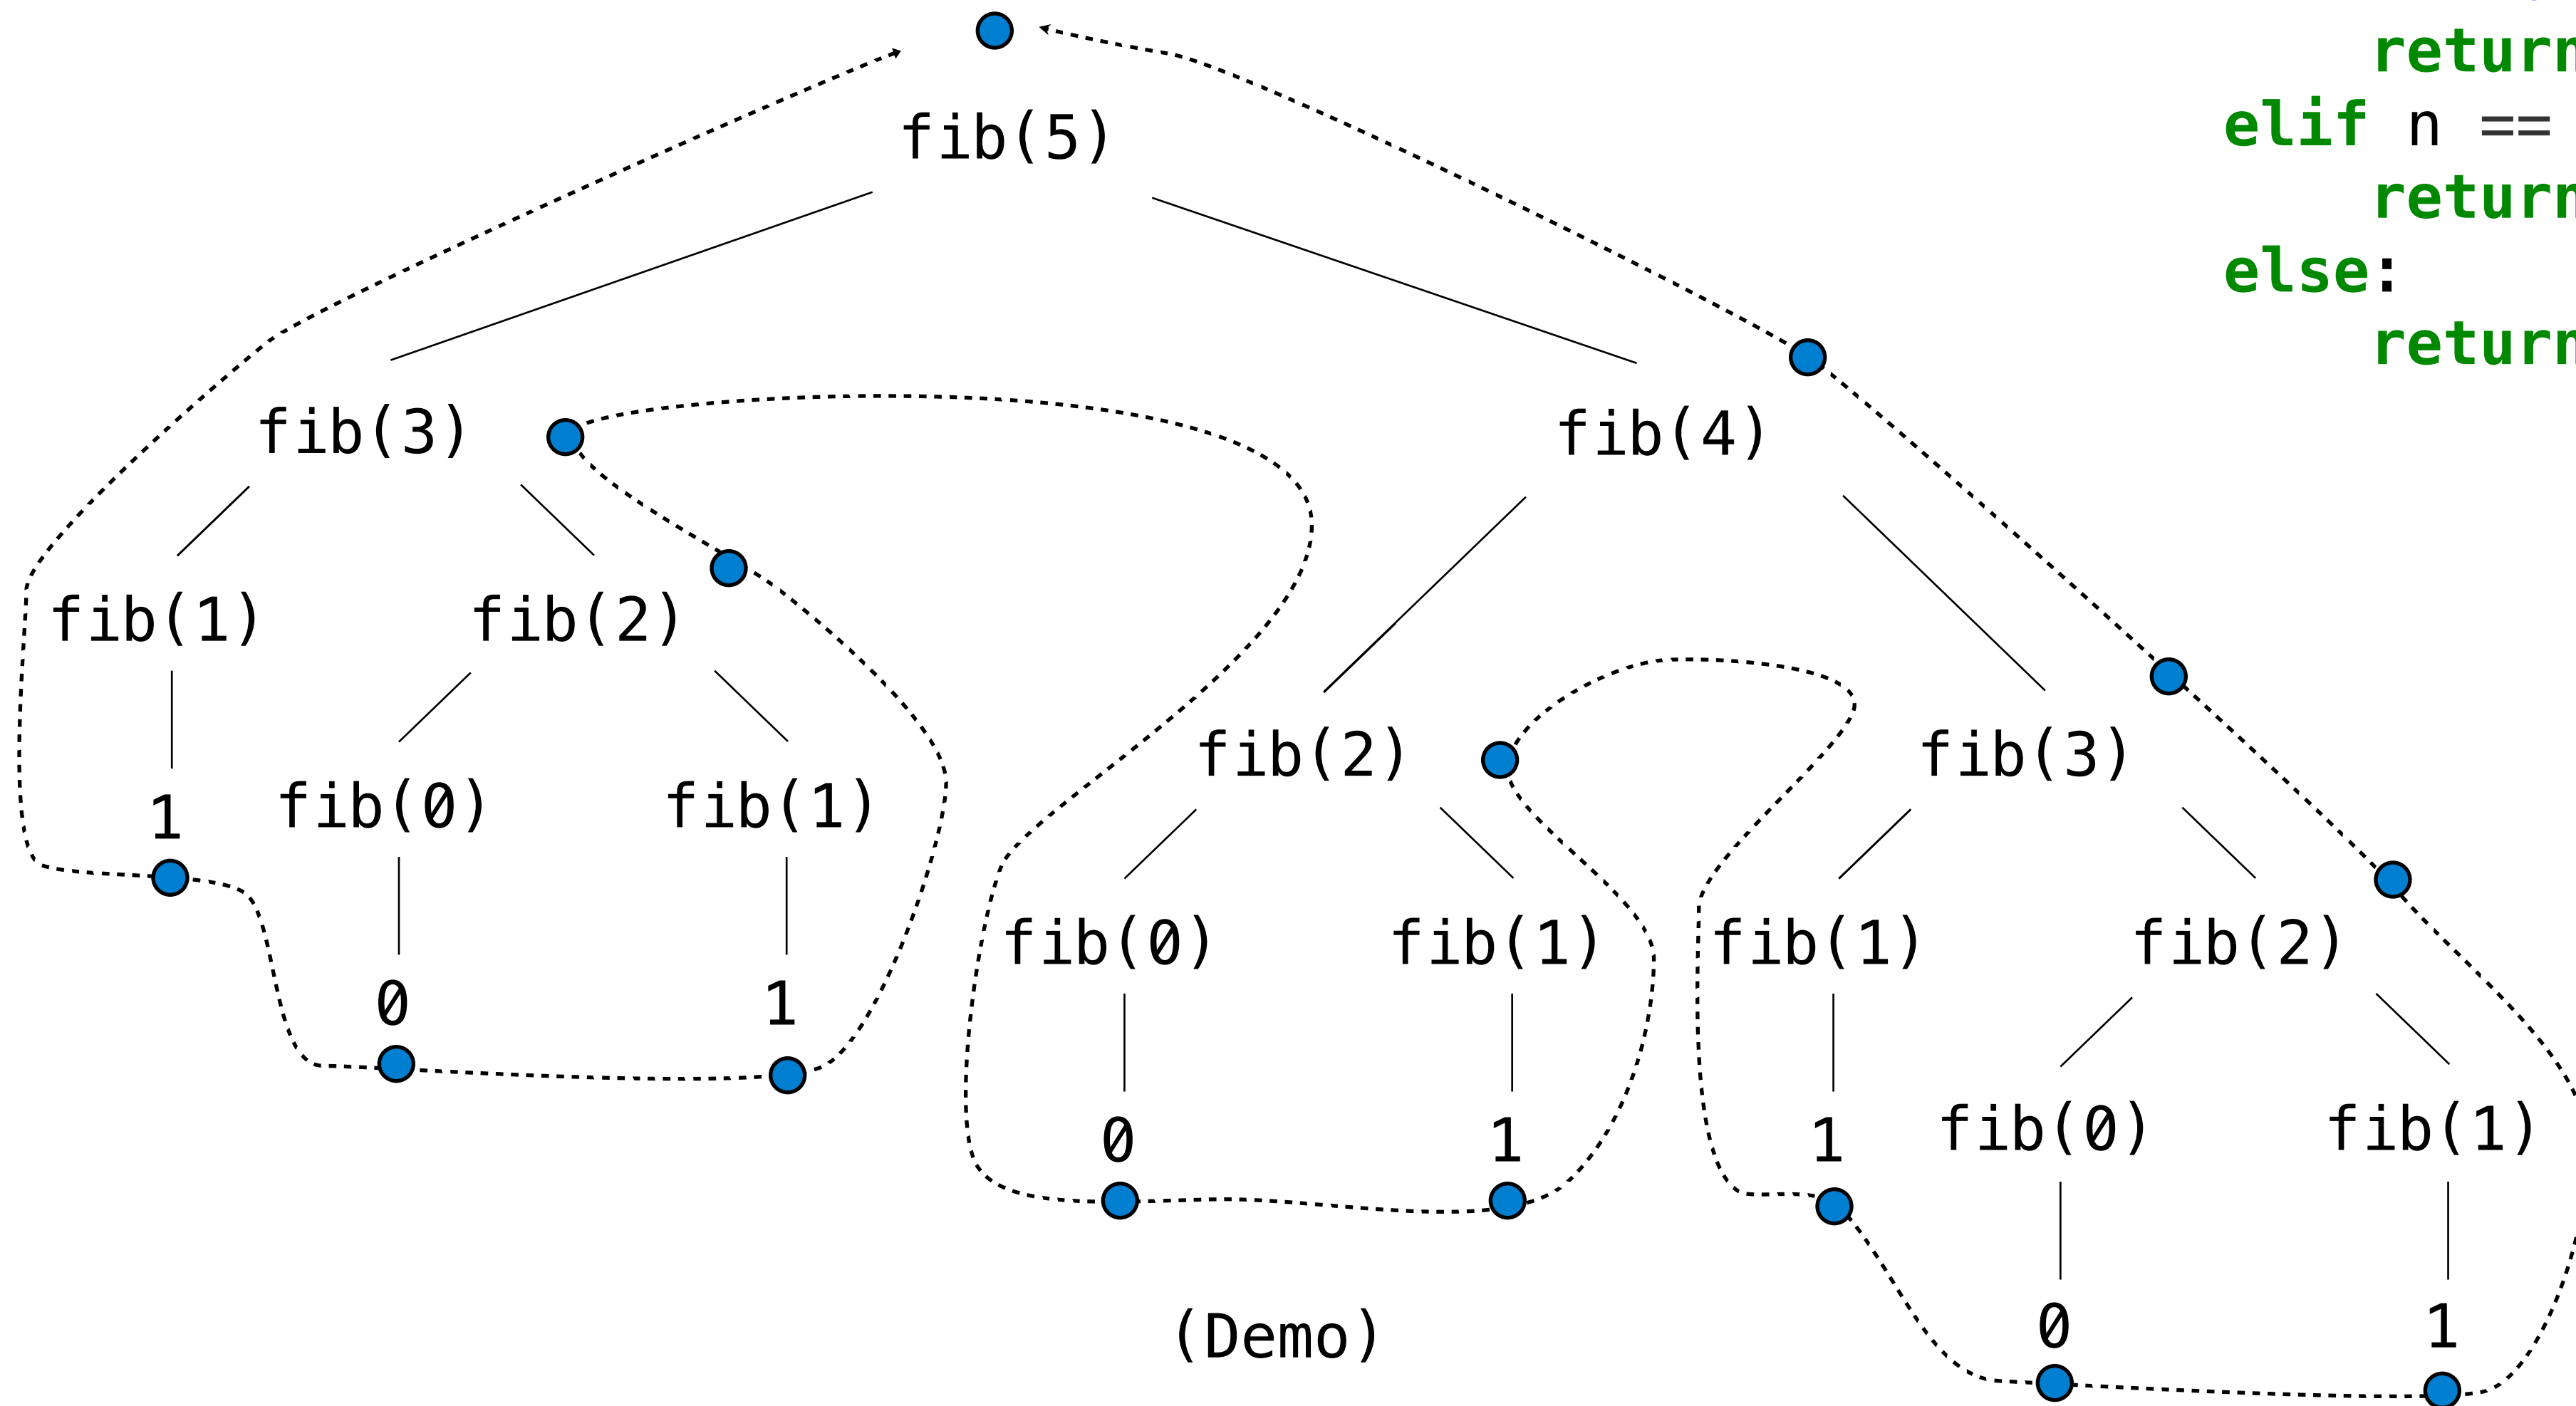 return
elif n ==
return
else:
return
fib(5)
fib(3)
fib(4)
fib(1)
fib(2)
1
fib(0)
fib(1)
0
1
fib(2)
fib(3)
fib(0)
fib(1)
0
1
fib(1)
fib(2)
1
fib(0)
fib(1)
0
1
(Demo)